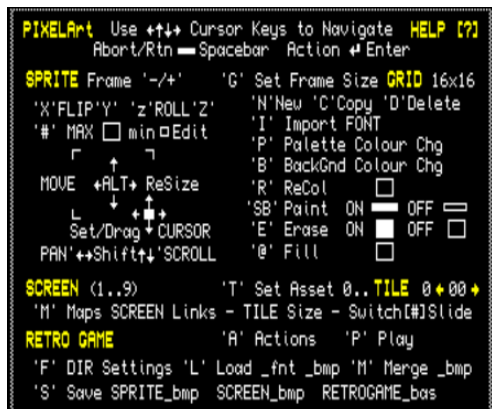 PIXELArt Use ←↑↓→ Cursor Keys to Navigate HELP [?]
Abort/Rtn ▬ Spacebar Action ↵ Enter
SPRITE Frame '-/+' 'G' Set Frame Size GRID 16x16
'X'FLIP'Y' 'z'ROLL'Z' 'N'New 'C'Copy 'D'Delete
'#' MAX □ min▫Edit 'I' Import FONT
'P' Palette Colour Chg
'B' BackGnd Colour Chg
MOVE ←ALT→ ReSize 'R' ReCol □
'SB' Paint ON OFF
Set/Drag CURSOR 'E' Erase ON ■ OFF □
PAN'←→Shift↑↓'SCROLL '@' Fill □
SCREEN (1..9) 'T' Set Asset 0..TILE 0←00→
'M' Maps SCREEN Links - TILE Size - Switch[#]Slide
RETRO GAME 'A' Actions 'P' Play
'F' DIR Settings 'L' Load _fnt _bmp 'M' Merge _bmp
'S' Save SPRITE_bmp SCREEN_bmp RETROGAME_bas